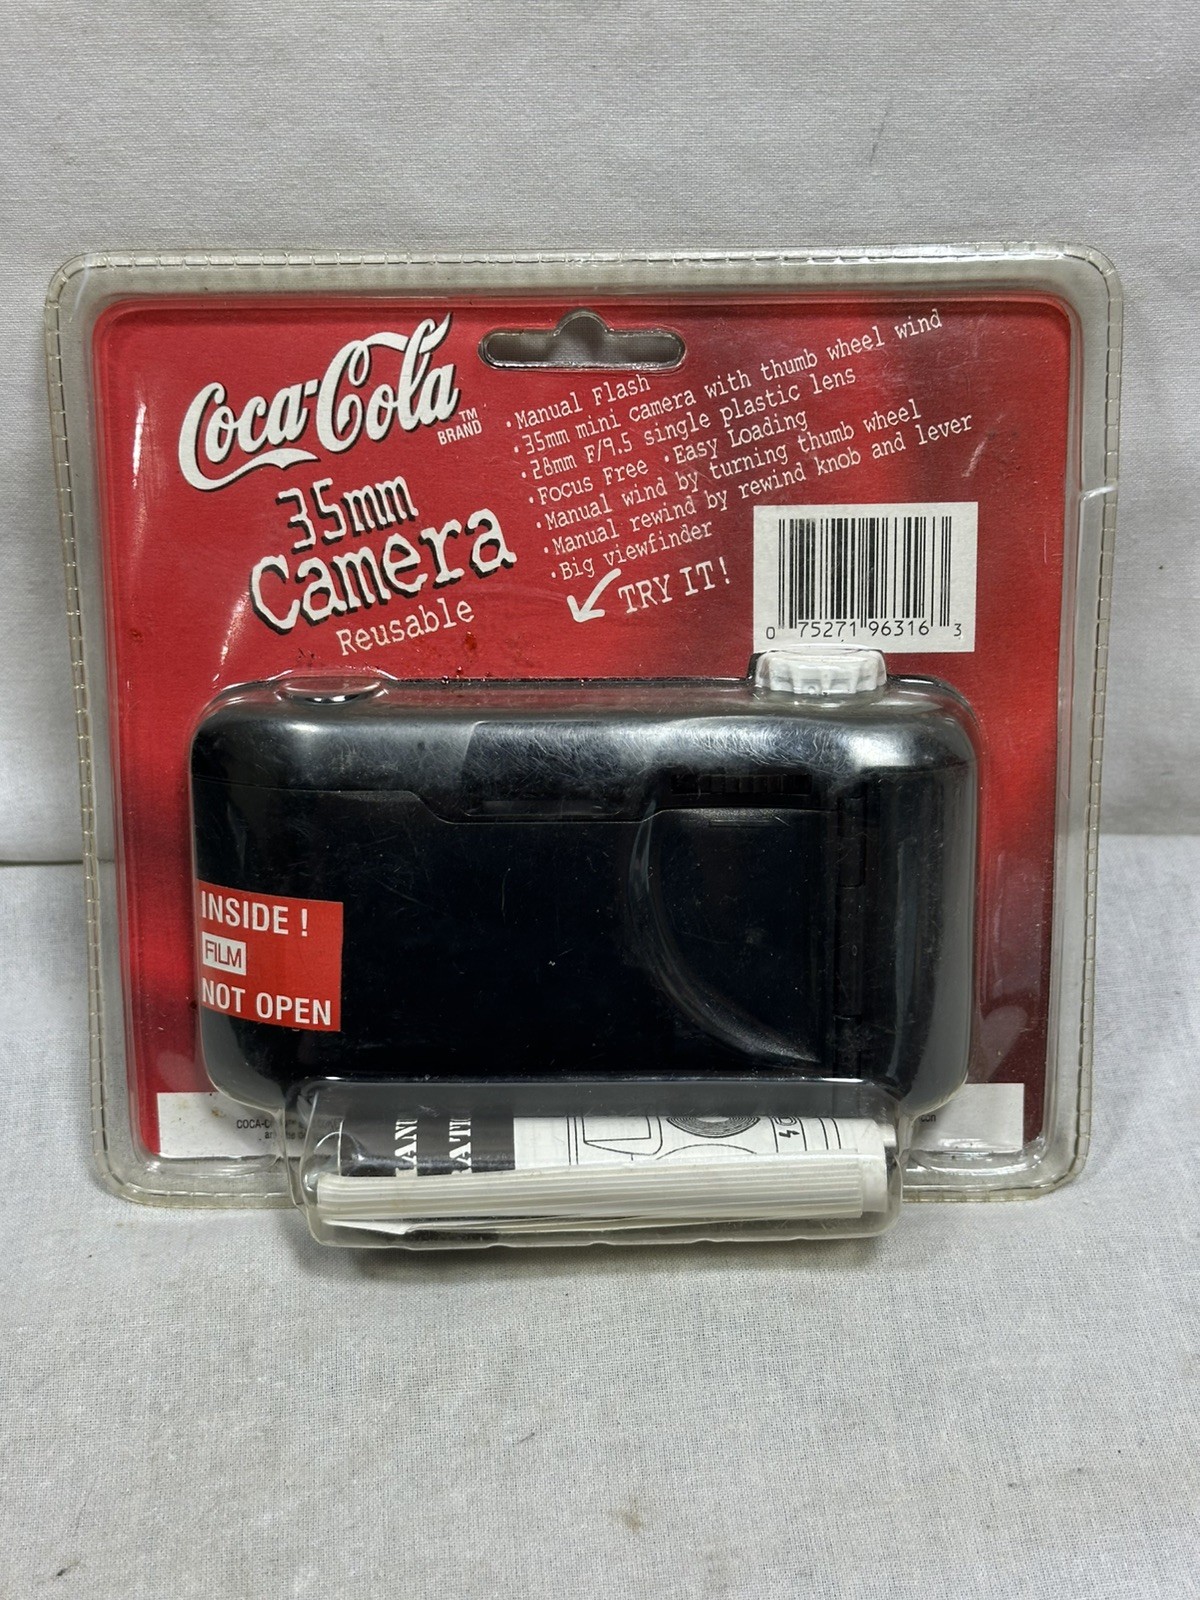 Coca-Cola
TM
BRAND
35mm
Camera
Reusable
· Manual Flash
· 35mm mini camera with thumb wheel wind
· 28mm F/9.5 single plastic lens
· Focus Free · Easy Loading
· Manual wind by turning thumb wheel
· Manual rewind by rewind knob and lever
· Big viewfinder
TRY IT!
0 75271 96316 3
INSIDE !
FILM
NOT OPEN